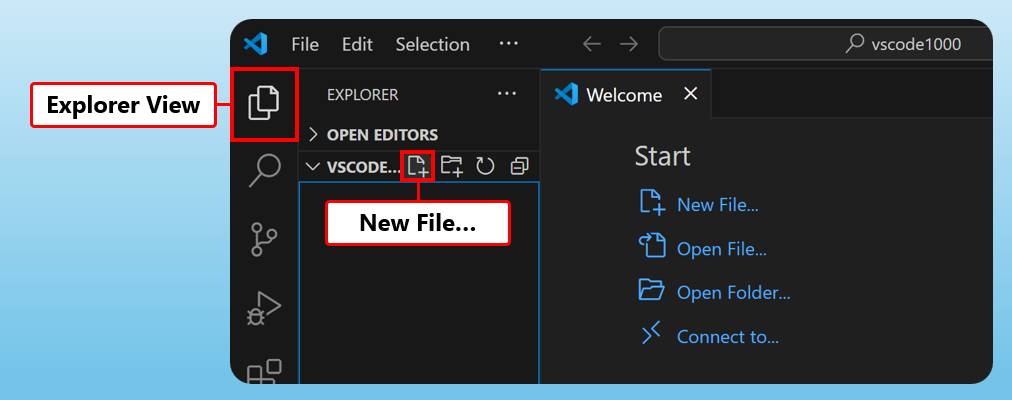 File Edit Selection ···
vscode1000
Explorer View
EXPLORER ···
Welcome
OPEN EDITORS
VSCODE...
New File...
Start
New File...
Open File...
Open Folder...
Connect to...